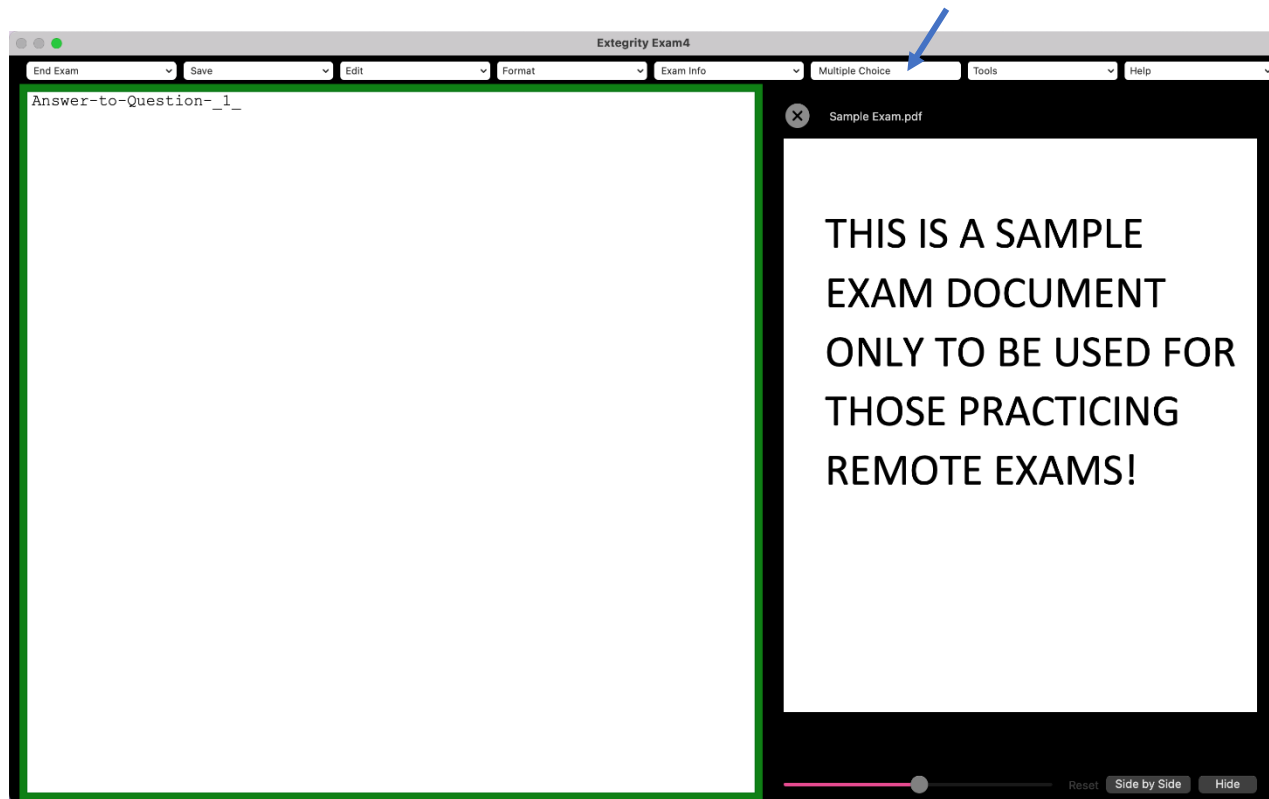 Extegrity Exam4
End Exam Save Edit Format Exam Info Multiple Choice Tools Help
Answer-to-Question-_1_
Sample Exam.pdf
THIS IS A SAMPLE
EXAM DOCUMENT
ONLY TO BE USED FOR
THOSE PRACTICING
REMOTE EXAMS!
Reset Side by Side Hide